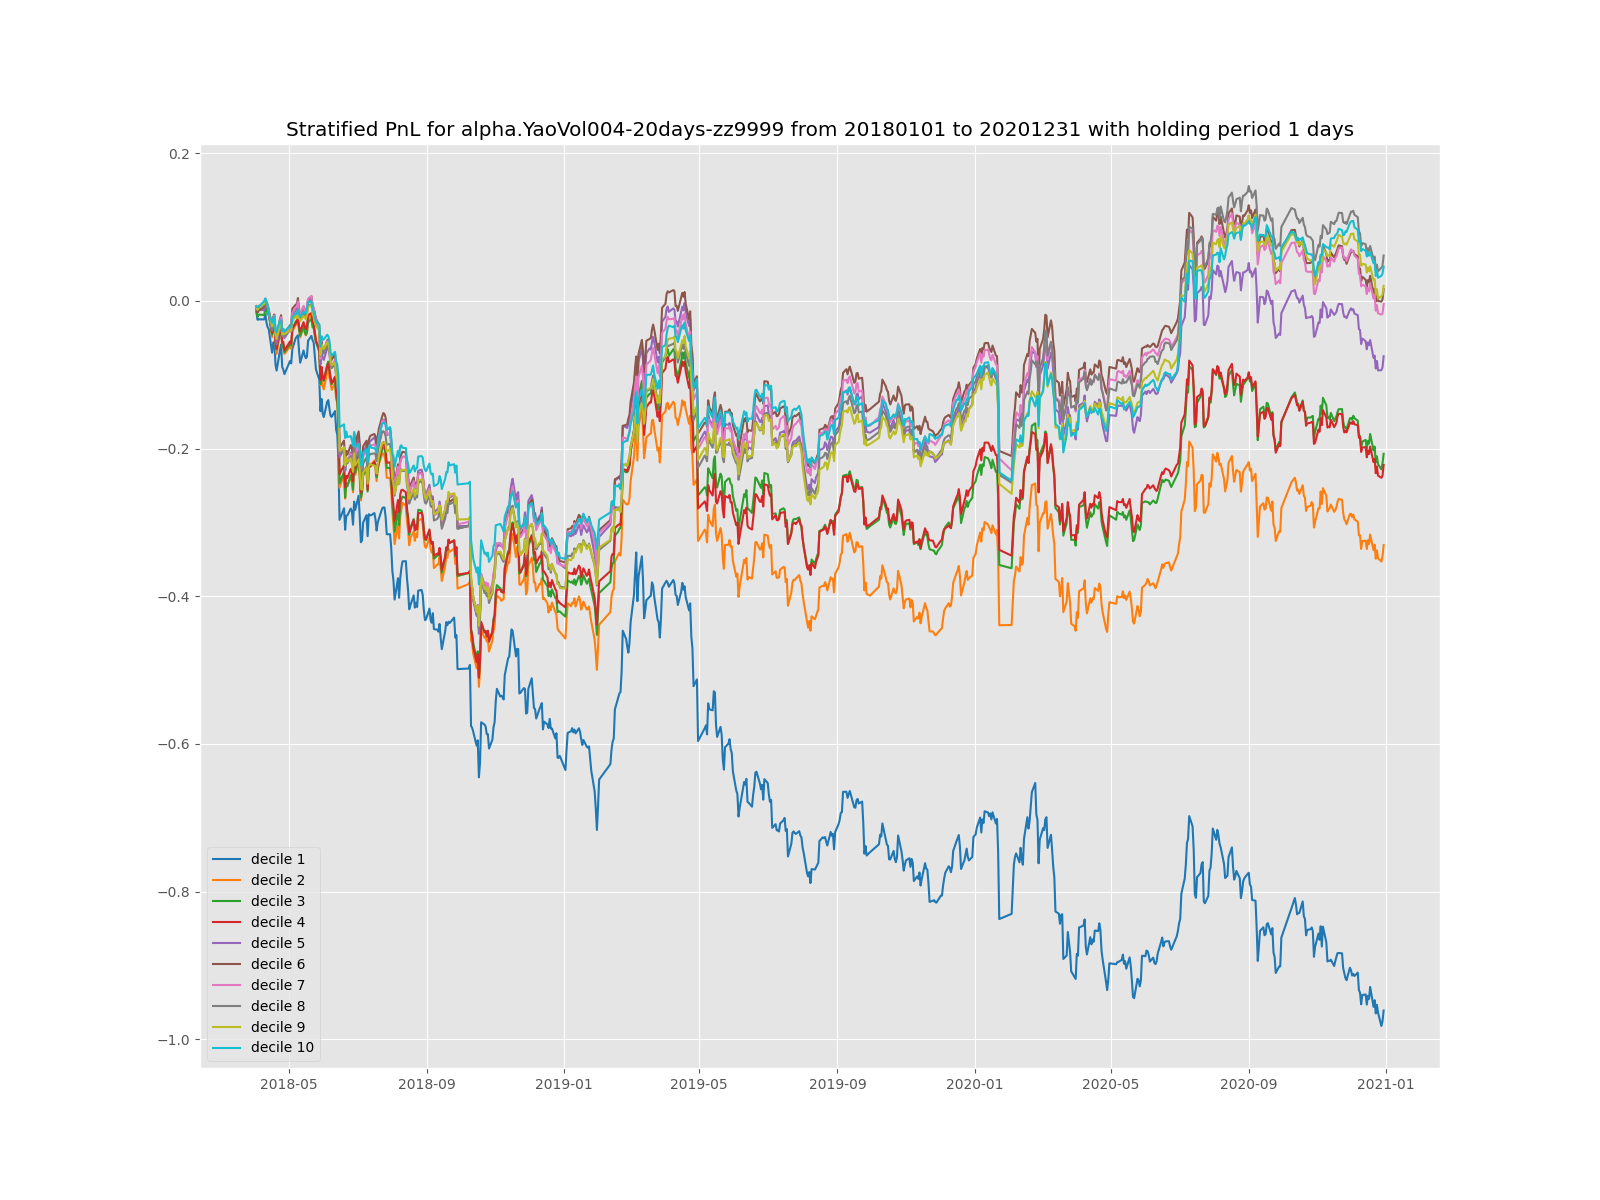 Stratified PnL for alpha.YaoVol004-20days-zz9999 from 20180101 to 20201231 with holding period 1 days
0.2
0.0
−0.2
−0.4
−0.6
−0.8
−1.0
decile 1
decile 2
decile 3
decile 4
decile 5
decile 6
decile 7
decile 8
decile 9
decile 10
2018-05 2018-09 2019-01 2019-05 2019-09 2020-01 2020-05 2020-09 2021-01